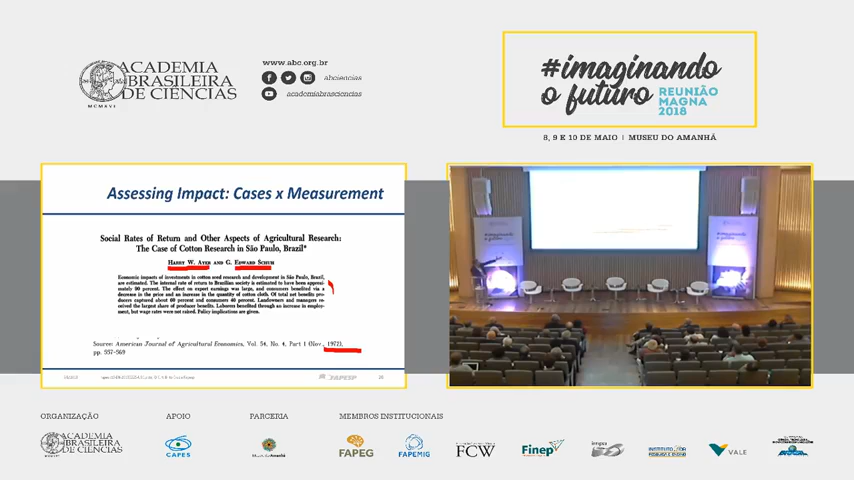 ACADEMIA
BRASILEIRA
DE CIÊNCIAS
MCMXVI
www.abc.org.br
abciencias
academiabrasciencias
#imaginando
o futuro
REUNIÃO
MAGNA
2018
8, 9 E 10 DE MAIO | MUSEU DO AMANHÃ
Assessing Impact: Cases x Measurement
Social Rates of Return and Other Aspects of Agricultural Research:
The Case of Cotton Research in São Paulo, Brazil*
HARRY W. AYER AND G. EDWARD SCHUH
Economic impacts of investments in cotton seed research and development in São Paulo, Brazil,
are estimated. The internal rate of return to Brazilian society is estimated to have been approxi-
mately 90 percent. The effect on export earnings was large, and consumers benefited via a
decrease in the price and an increase in the quantity of cotton cloth. Of total net benefits pro-
ducers captured about 60 percent and consumers 40 percent. Landowners and managers re-
ceived the largest share of producer benefits. Laborers benefited through an increase in employ-
ment, but wage rates were not raised. Policy implications are given.
Source: American Journal of Agricultural Economics, Vol. 54, No. 4, Part 1 (Nov., 1972),
pp. 557-569
FAPESP
#imaginando
o futuro
ORGANIZAÇÃO
APOIO
PARCERIA
MEMBROS INSTITUCIONAIS
ACADEMIA
BRASILEIRA
DE CIÊNCIAS
CAPES
Museu do Amanhã
FAPEG
FAPEMIG
FCW
Finep
VALE